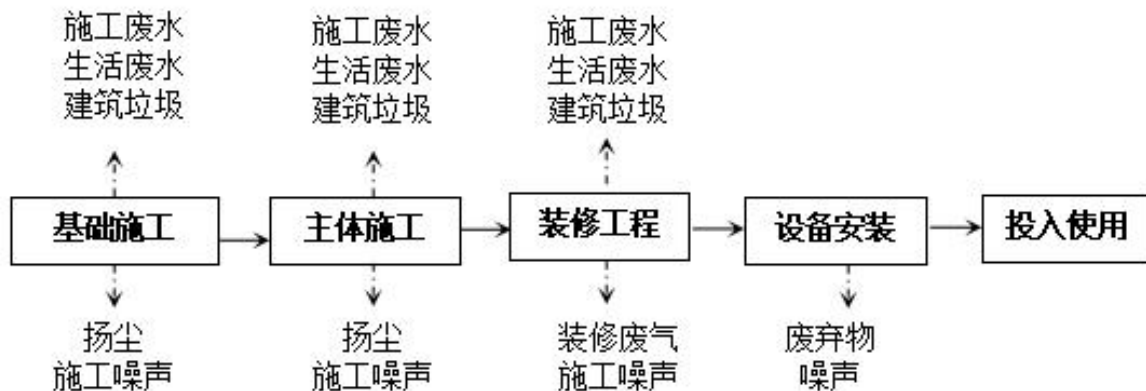 施工废水
生活废水
建筑垃圾
施工废水
生活废水
建筑垃圾
施工废水
生活废水
建筑垃圾
基础施工
主体施工
装修工程
设备安装
投入使用
扬尘
施工噪声
扬尘
施工噪声
装修废气
施工噪声
废弃物
噪声